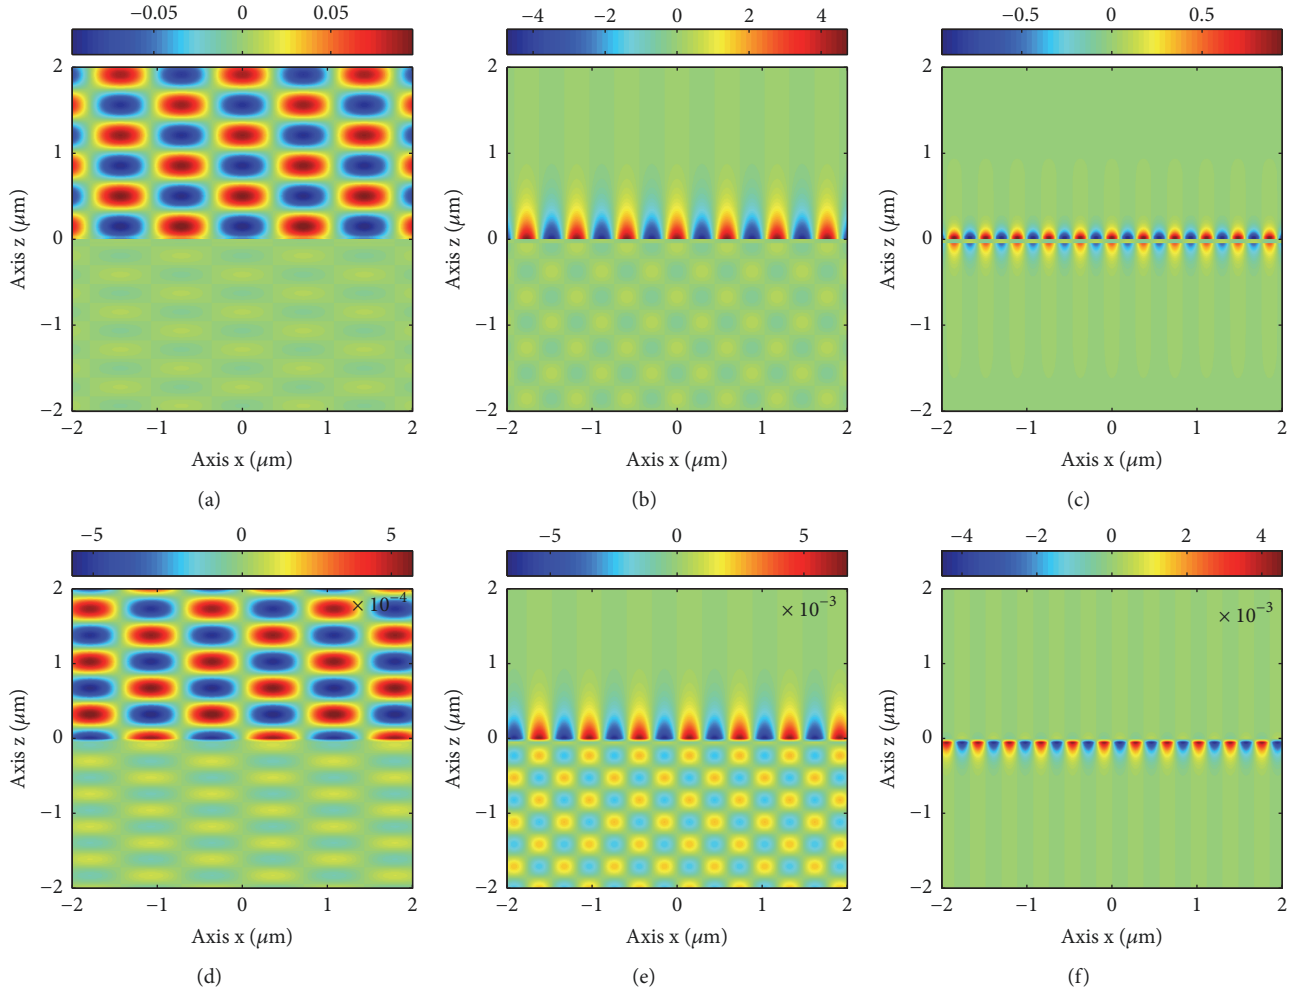 −0.05 0 0.05
2
1
0
−1
−2
Axis z (μm)
−2 −1 0 1 2
Axis x (μm)
(a)
−4 −2 0 2 4
2
1
0
−1
−2
Axis z (μm)
−2 −1 0 1 2
Axis x (μm)
(b)
−0.5 0 0.5
2
1
0
−1
−2
Axis z (μm)
−2 −1 0 1 2
Axis x (μm)
(c)
−5 0 5
× 10⁻⁴
2
1
0
−1
−2
Axis z (μm)
−2 −1 0 1 2
Axis x (μm)
(d)
−5 0 5
× 10⁻³
2
1
0
−1
−2
Axis z (μm)
−2 −1 0 1 2
Axis x (μm)
(e)
−4 −2 0 2 4
× 10⁻³
2
1
0
−1
−2
Axis z (μm)
−2 −1 0 1 2
Axis x (μm)
(f)